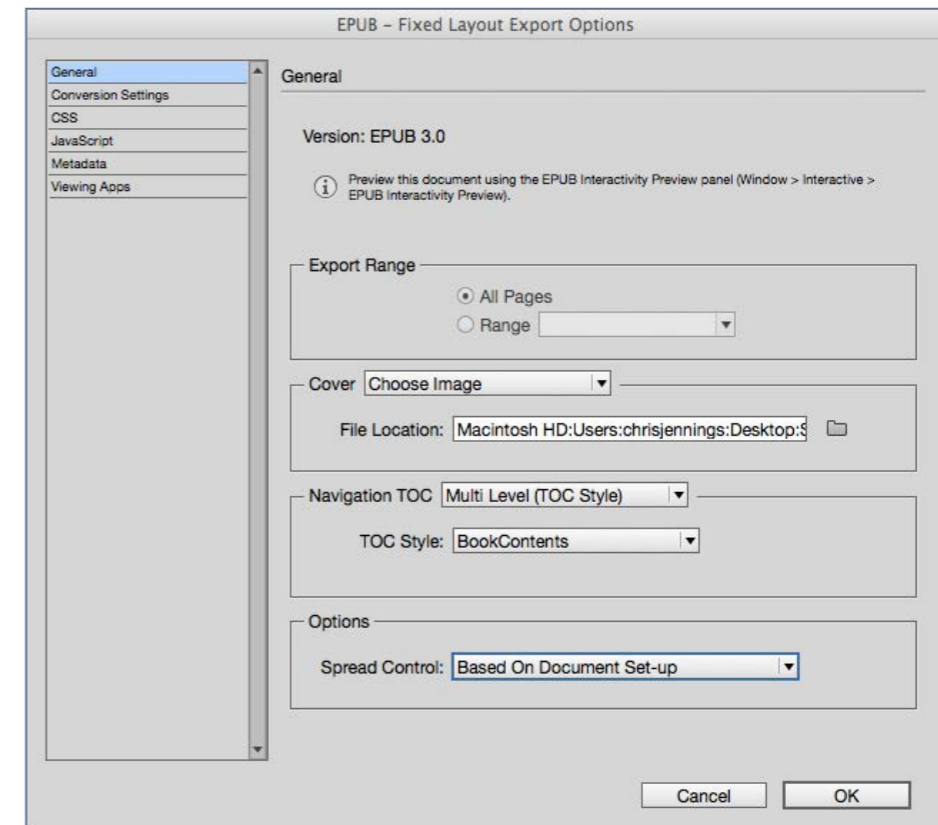 EPUB – Fixed Layout Export Options
General
Conversion Settings
CSS
JavaScript
Metadata
Viewing Apps
General
Version: EPUB 3.0
Preview this document using the EPUB Interactivity Preview panel (Window > Interactive >
EPUB Interactivity Preview).
Export Range
All Pages
Range
Cover Choose Image
File Location: Macintosh HD:Users:chrisjennings:Desktop:S
Navigation TOC Multi Level (TOC Style)
TOC Style: BookContents
Options
Spread Control: Based On Document Set-up
Cancel OK